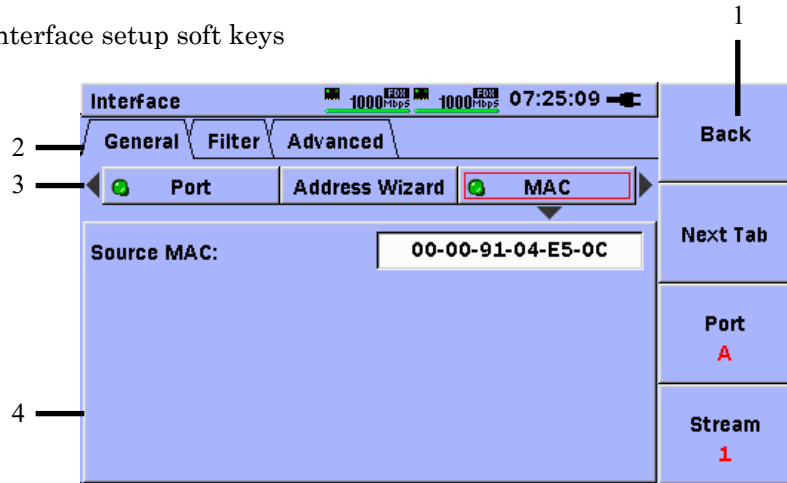 1
nterface setup soft keys
Interface 1000 FDX Mbps 1000 FDX Mbps 07:25:09
Back
2
General Filter Advanced
3
Port Address Wizard MAC
Next Tab
Source MAC: 00-00-91-04-E5-0C
Port
A
4
Stream
1